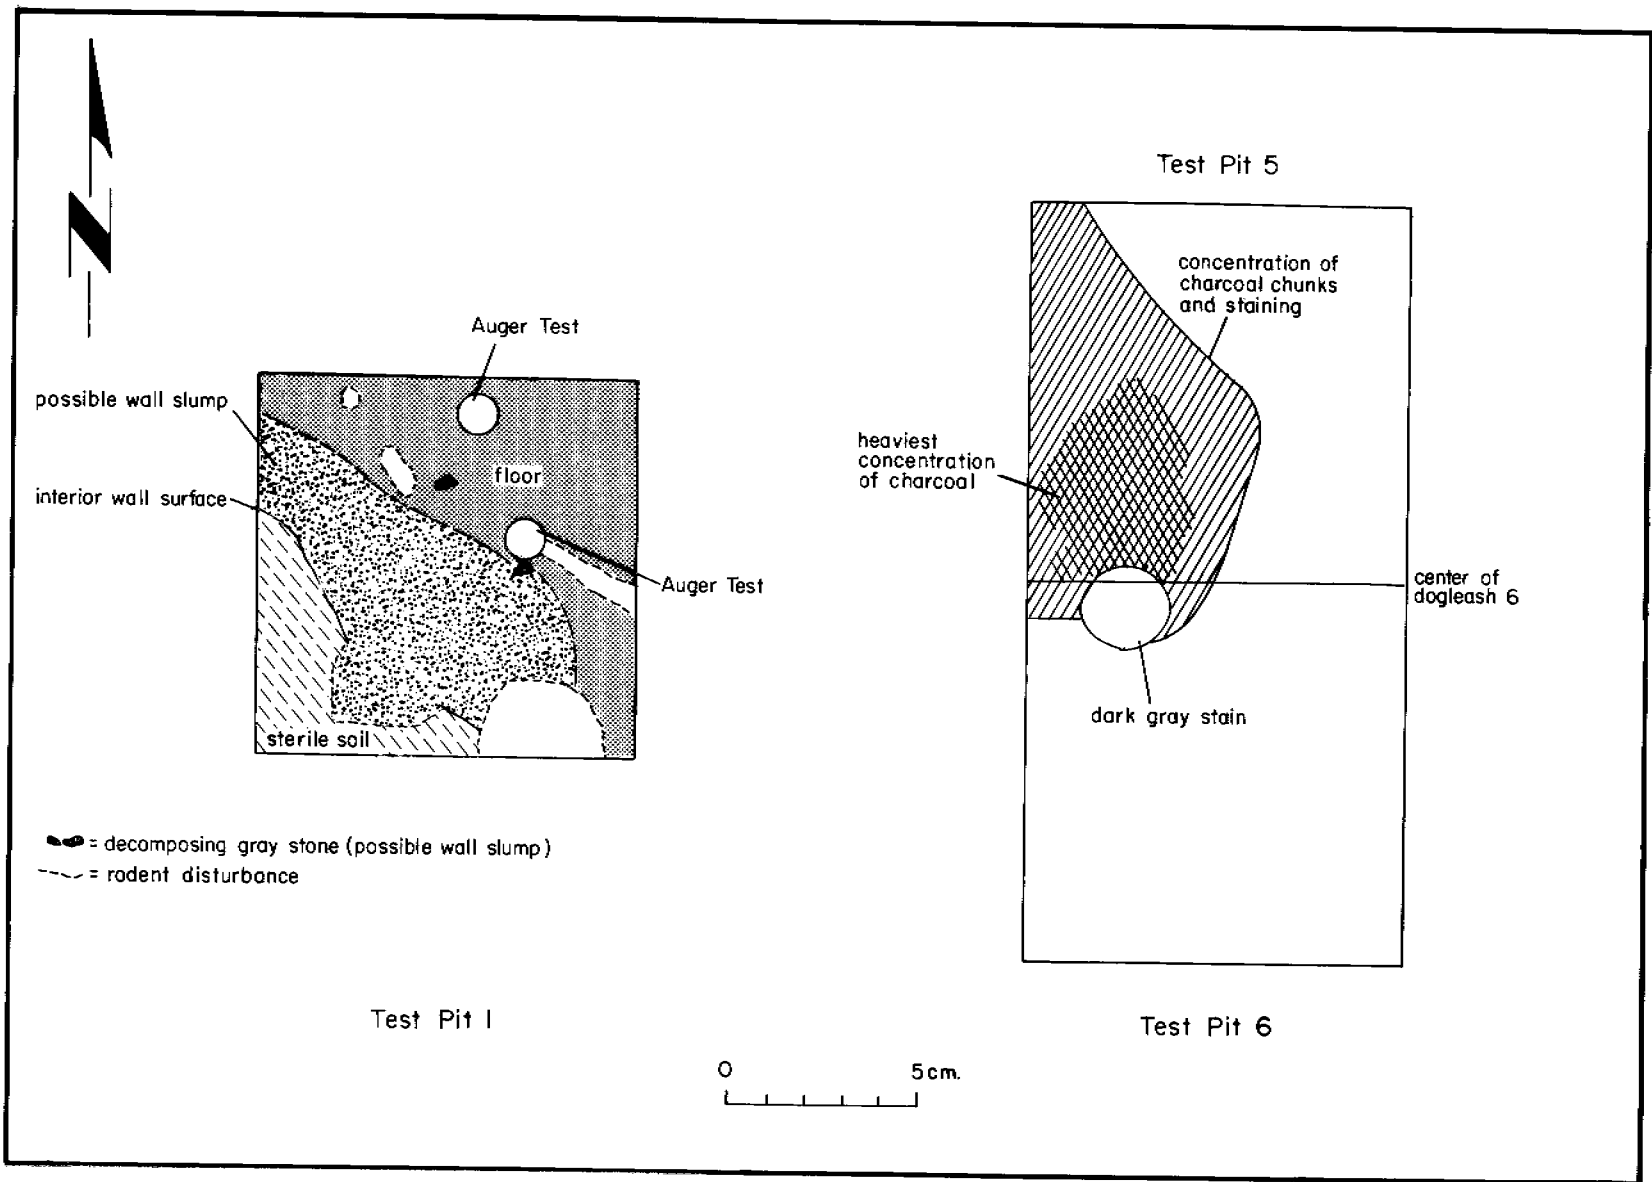 N
Test Pit 5
concentration of
charcoal chunks
and staining
Auger Test
possible wall slump
heaviest
concentration
of charcoal
floor
interior wall surface
Auger Test
center of
dogleash 6
dark gray stain
sterile soil
= decomposing gray stone (possible wall slump)
= rodent disturbance
Test Pit 1
Test Pit 6
0 5cm.